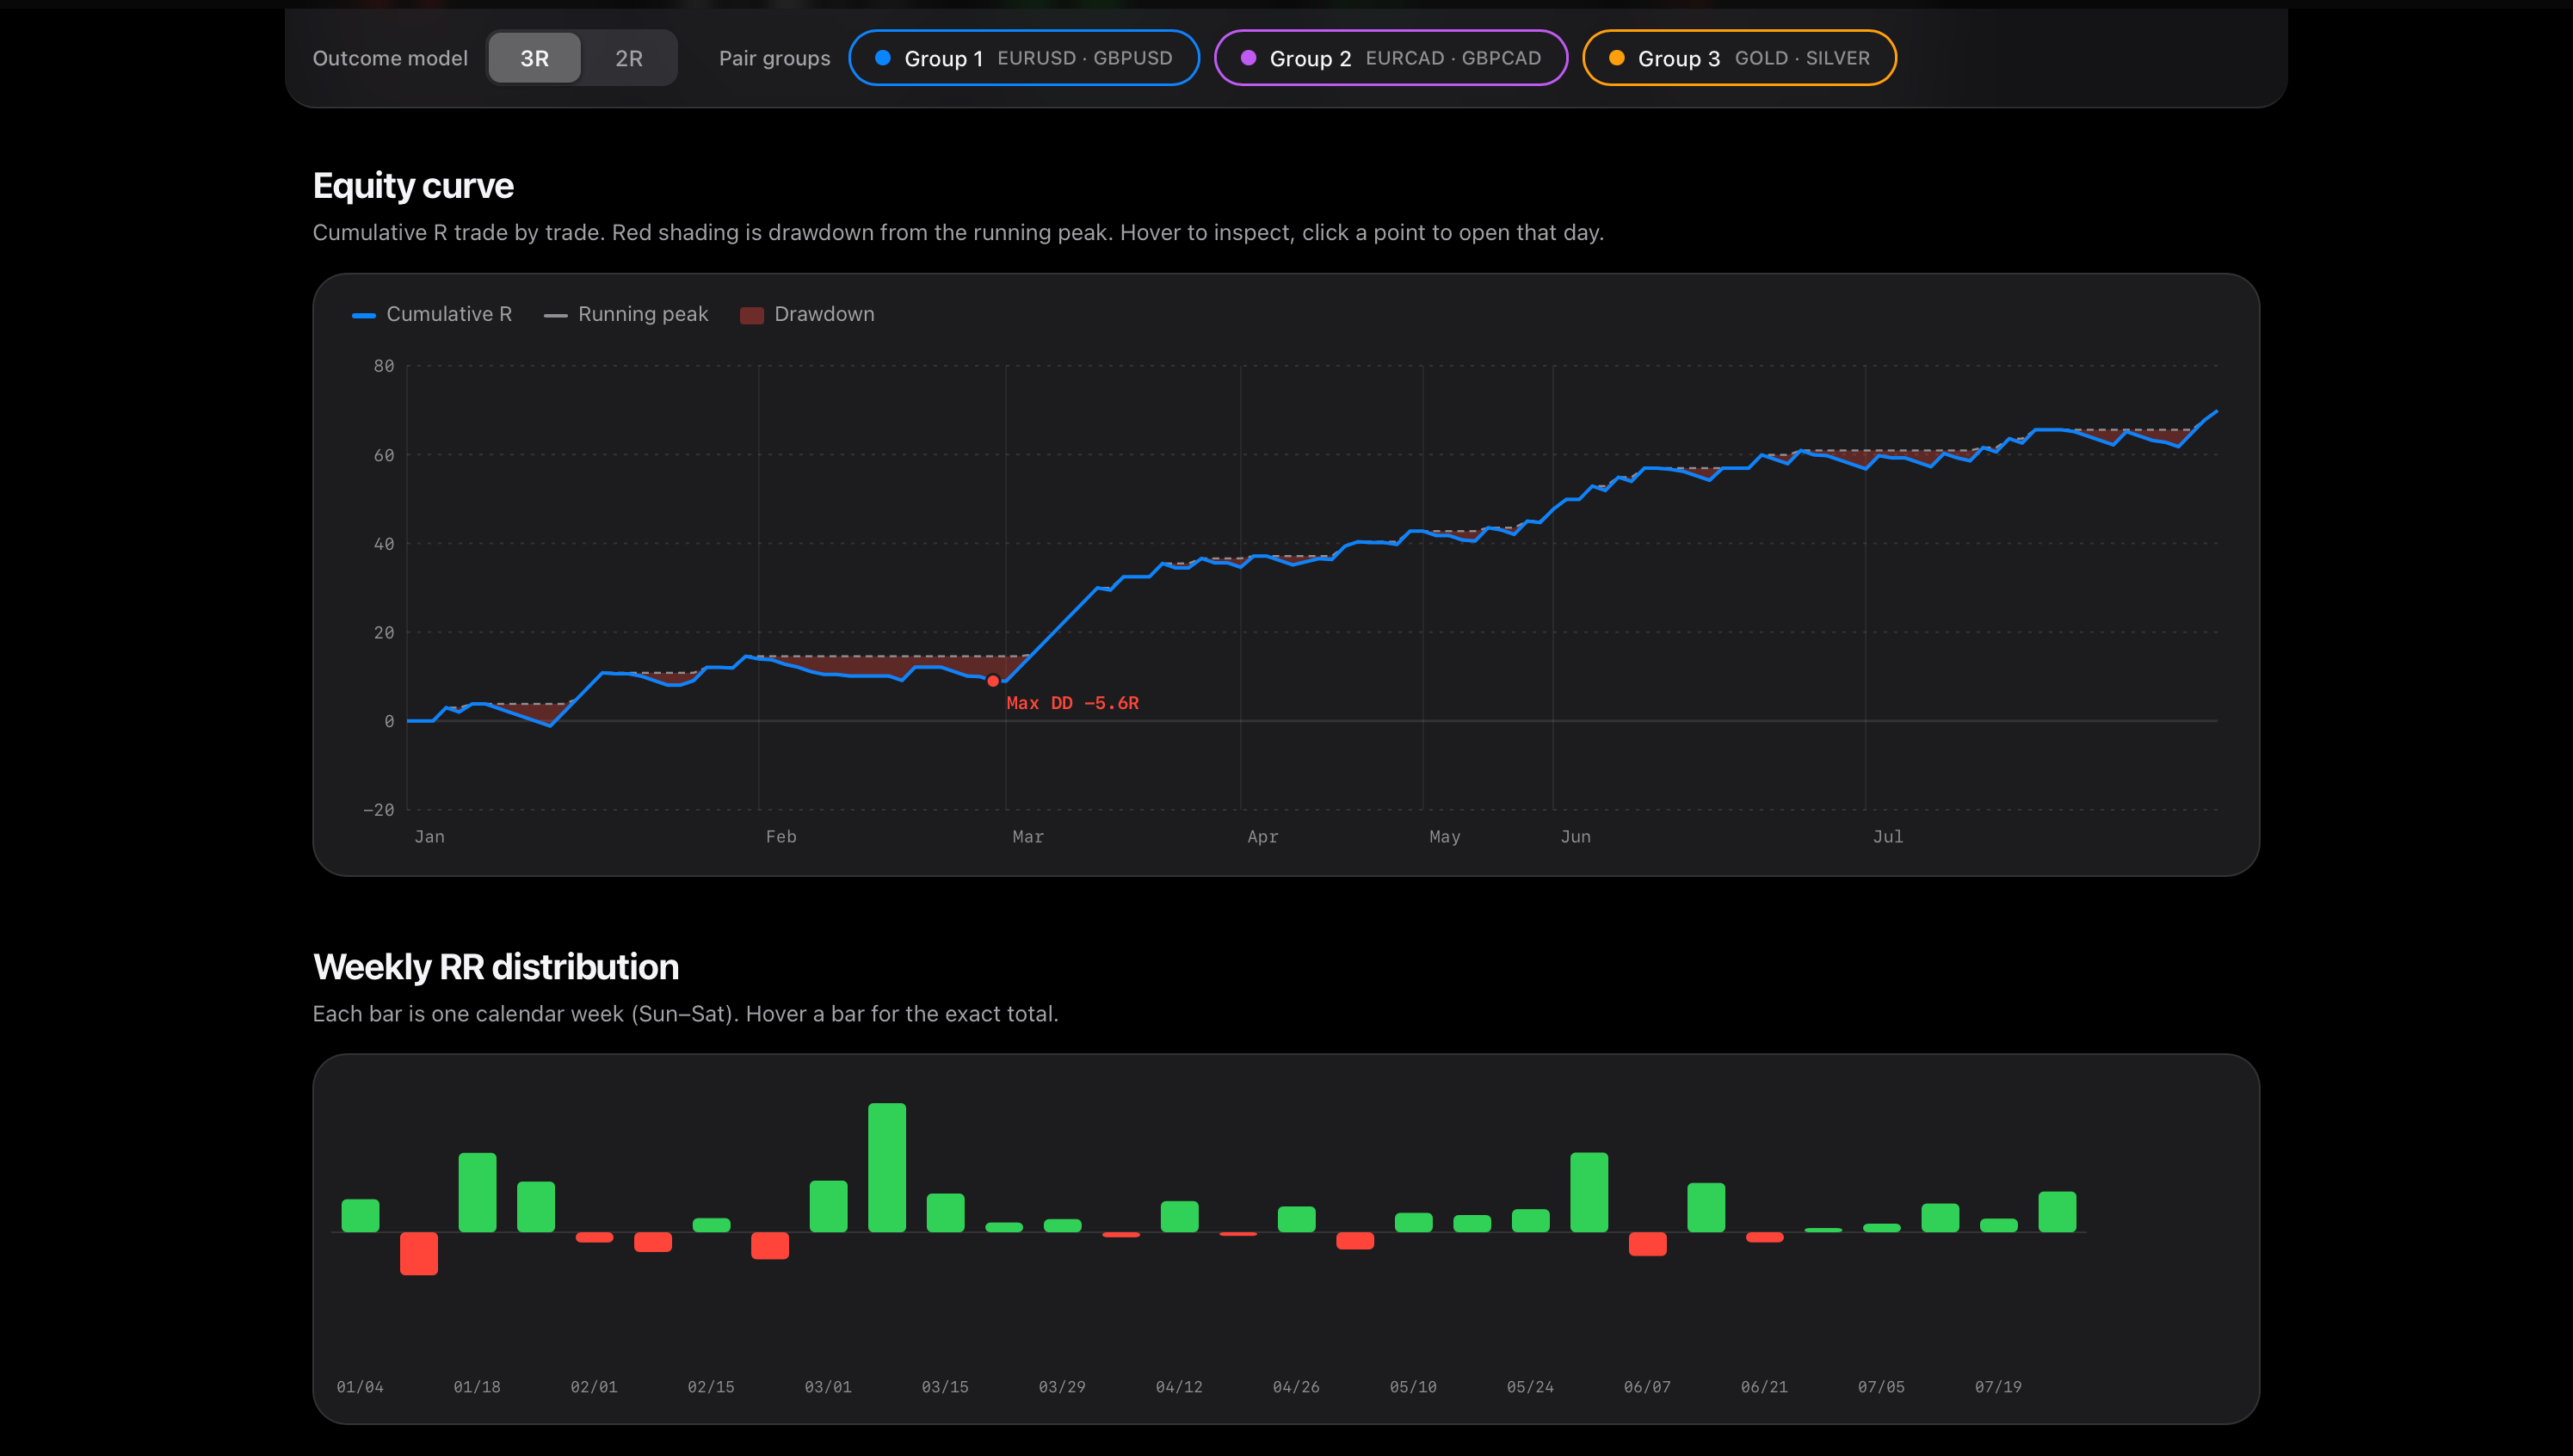 Outcome model 3R 2R Pair groups Group 1 EURUSD · GBPUSD Group 2 EURCAD · GBPCAD Group 3 GOLD · SILVER
Equity curve
Cumulative R trade by trade. Red shading is drawdown from the running peak. Hover to inspect, click a point to open that day.
Cumulative R Running peak Drawdown
80
60
40
20
Max DD −5.6R
0
−20
Jan Feb Mar Apr May Jun Jul
Weekly RR distribution
Each bar is one calendar week (Sun–Sat). Hover a bar for the exact total.
01/04 01/18 02/01 02/15 03/01 03/15 03/29 04/12 04/26 05/10 05/24 06/07 06/21 07/05 07/19